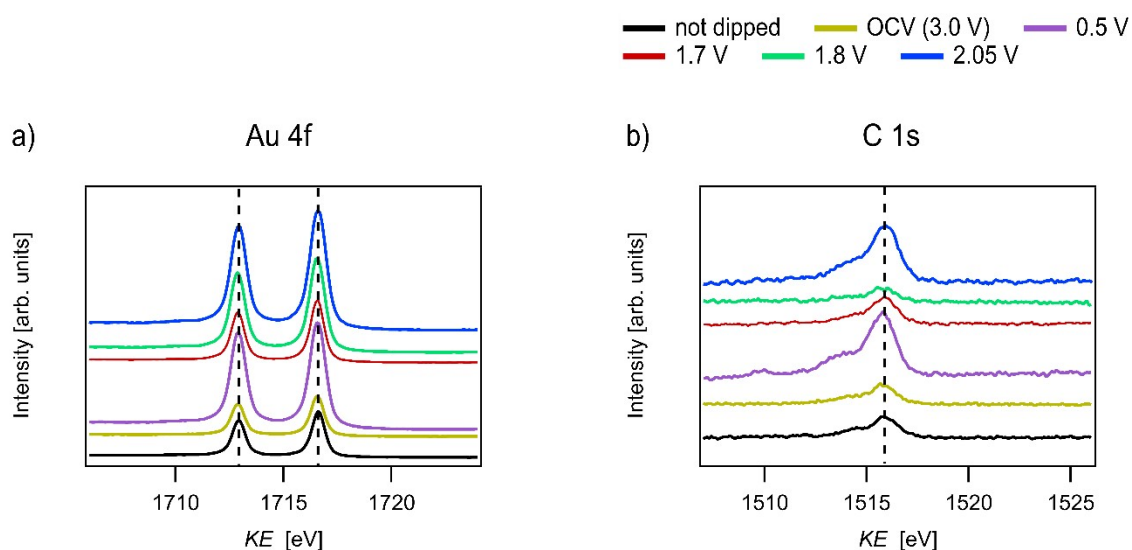 not dipped OCV (3.0 V) 0.5 V
1.7 V 1.8 V 2.05 V
a) Au 4f
b) C 1s
Intensity [arb. units]
1710 1715 1720
KE [eV]
Intensity [arb. units]
1510 1515 1520 1525
KE [eV]